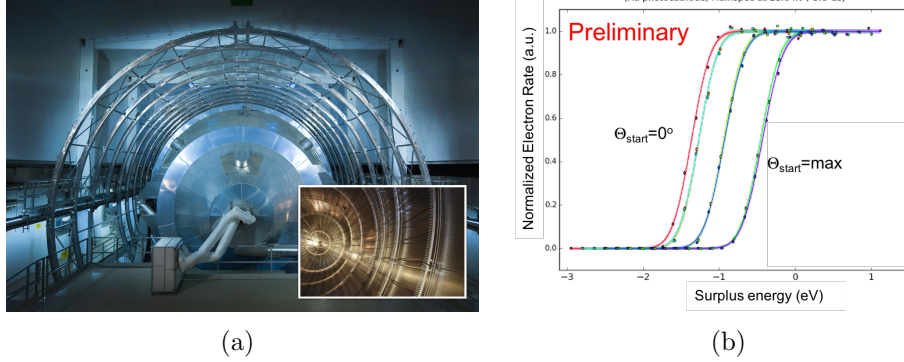 Preliminary
Θstart=0°
Θstart=max
Normalized Electron Rate (a.u.)
1.0
0.8
0.6
0.4
0.2
0.0
−3
−2
−1
0
1
Surplus energy (eV)
(a)
(b)